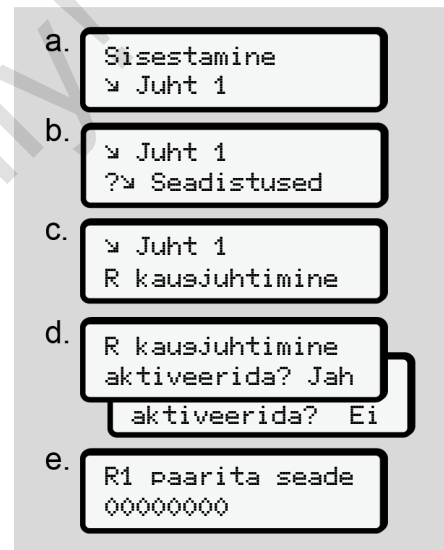 a.
Sisestamine
↘ Juht 1
b.
↘ Juht 1
?↘ Seadistused
c.
↘ Juht 1
R kaugjuhtimine
d.
R kaugjuhtimine
aktiveerida? Jah
aktiveerida? Ei
e.
R1 paarita seade
00000000